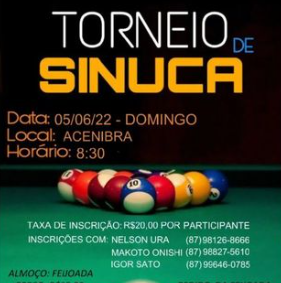 TORNEIO
DE
SINUCA
Data: 05/06/22 - DOMINGO
Local: ACENIBRA
Horário: 8:30
TAXA DE INSCRIÇÃO: R$20,00 POR PARTICIPANTE
INSCRIÇÕES COM: NELSON URA (87)98126-8666
MAKOTO ONISHI (87) 98827-5610
IGOR SATO (87)99646-0785
ALMOÇO: FEIJOADA